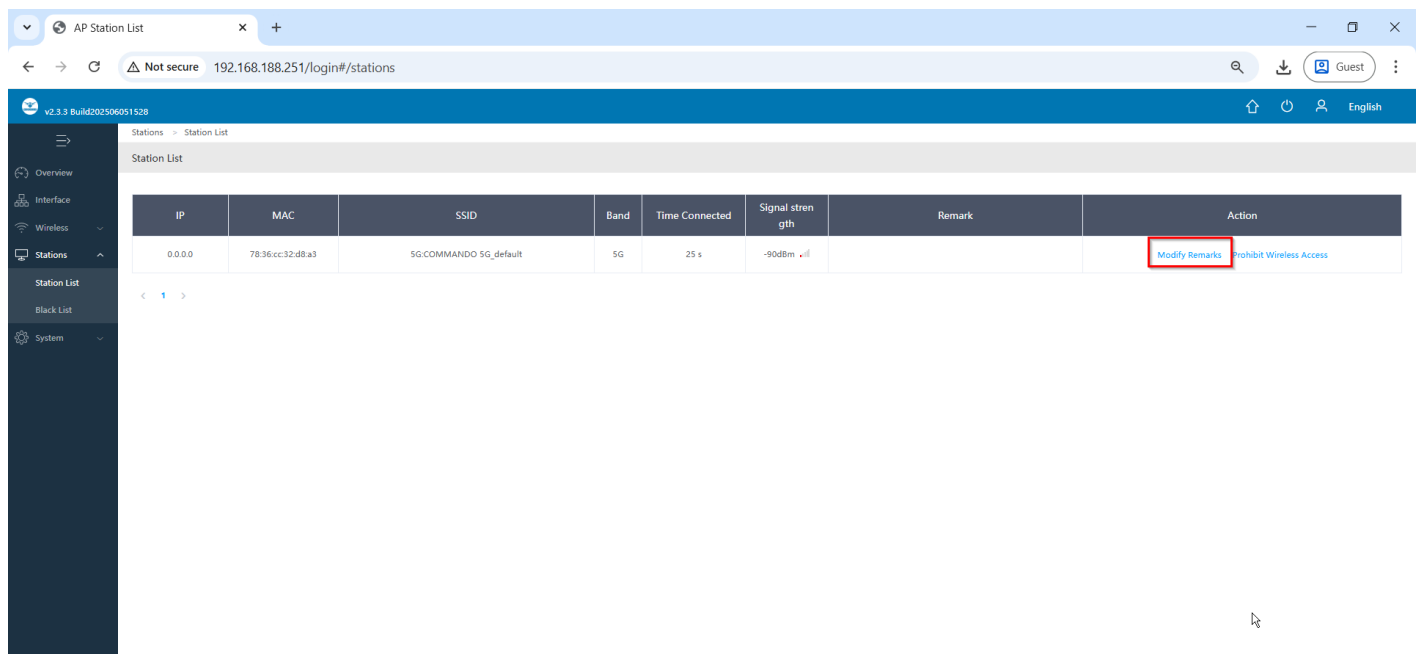 AP Station List
Not secure 192.168.188.251/login#/stations
Guest
v2.3.3 Build202506051528
English
Stations > Station List
Station List
Overview
Interface
Wireless
Stations
Station List
Black List
System
IP MAC SSID Band Time Connected Signal stren
gth Remark Action
0.0.0.0 78:36:cc:32:d8:a3 5G:COMMANDO 5G_default 5G 25 s -90dBm Modify Remarks Prohibit Wireless Access
< 1 >